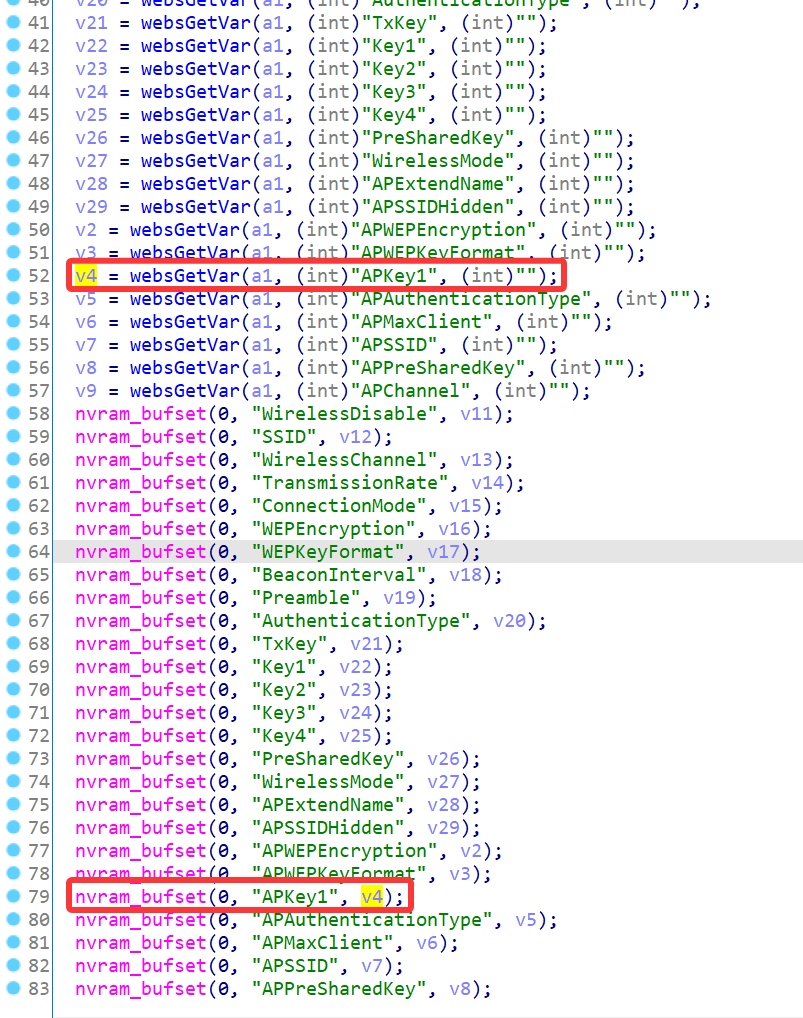 41 v21 = websGetVar(a1, (int)"TxKey", (int)"");
42 v22 = websGetVar(a1, (int)"Key1", (int)"");
43 v23 = websGetVar(a1, (int)"Key2", (int)"");
44 v24 = websGetVar(a1, (int)"Key3", (int)"");
45 v25 = websGetVar(a1, (int)"Key4", (int)"");
46 v26 = websGetVar(a1, (int)"PreSharedKey", (int)"");
47 v27 = websGetVar(a1, (int)"WirelessMode", (int)"");
48 v28 = websGetVar(a1, (int)"APExtendName", (int)"");
49 v29 = websGetVar(a1, (int)"APSSIDHidden", (int)"");
50 v2 = websGetVar(a1, (int)"APWEPEncryption", (int)"");
51 v3 = websGetVar(a1, (int)"APWEPKeyFormat", (int)"");
52 v4 = websGetVar(a1, (int)"APKey1", (int)"");
53 v5 = websGetVar(a1, (int)"APAuthenticationType", (int)"");
54 v6 = websGetVar(a1, (int)"APMaxClient", (int)"");
55 v7 = websGetVar(a1, (int)"APSSID", (int)"");
56 v8 = websGetVar(a1, (int)"APPreSharedKey", (int)"");
57 v9 = websGetVar(a1, (int)"APChannel", (int)"");
58 nvram_bufset(0, "WirelessDisable", v11);
59 nvram_bufset(0, "SSID", v12);
60 nvram_bufset(0, "WirelessChannel", v13);
61 nvram_bufset(0, "TransmissionRate", v14);
62 nvram_bufset(0, "ConnectionMode", v15);
63 nvram_bufset(0, "WEPEncryption", v16);
64 nvram_bufset(0, "WEPKeyFormat", v17);
65 nvram_bufset(0, "BeaconInterval", v18);
66 nvram_bufset(0, "Preamble", v19);
67 nvram_bufset(0, "AuthenticationType", v20);
68 nvram_bufset(0, "TxKey", v21);
69 nvram_bufset(0, "Key1", v22);
70 nvram_bufset(0, "Key2", v23);
71 nvram_bufset(0, "Key3", v24);
72 nvram_bufset(0, "Key4", v25);
73 nvram_bufset(0, "PreSharedKey", v26);
74 nvram_bufset(0, "WirelessMode", v27);
75 nvram_bufset(0, "APExtendName", v28);
76 nvram_bufset(0, "APSSIDHidden", v29);
77 nvram_bufset(0, "APWEPEncryption", v2);
78 nvram_bufset(0, "APWEPKeyFormat", v3);
79 nvram_bufset(0, "APKey1", v4);
80 nvram_bufset(0, "APAuthenticationType", v5);
81 nvram_bufset(0, "APMaxClient", v6);
82 nvram_bufset(0, "APSSID", v7);
83 nvram_bufset(0, "APPreSharedKey", v8);